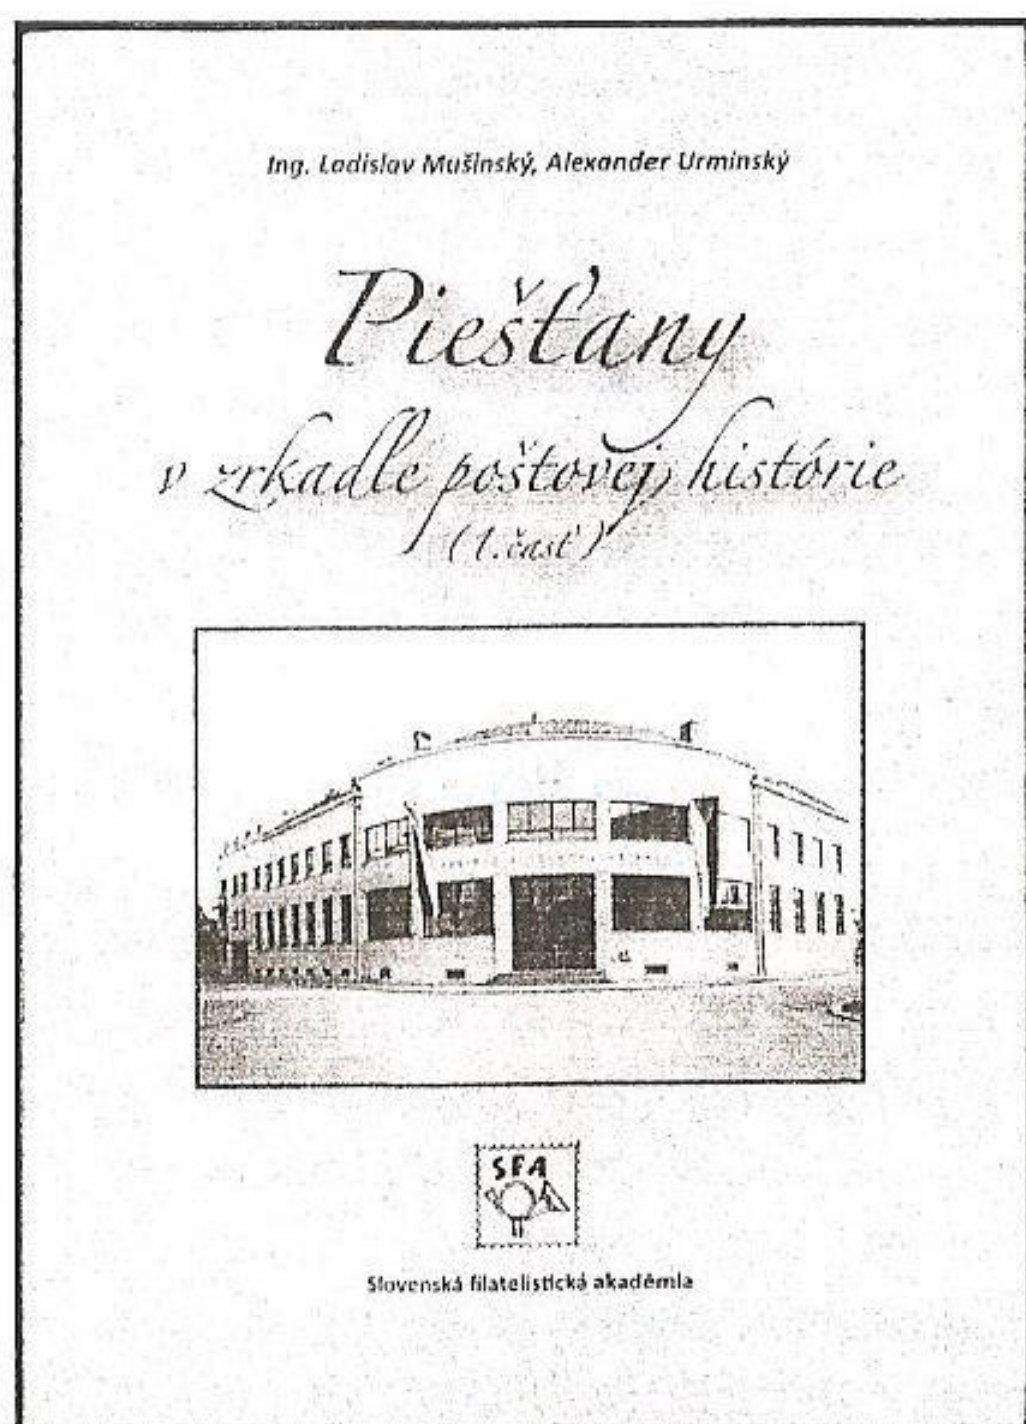 Ing. Ladislav Mušinský, Alexander Urminský
Piešťany
v zrkadle poštovej histórie
(1.časť)
SFA
Slovenská filatelistická akadémia